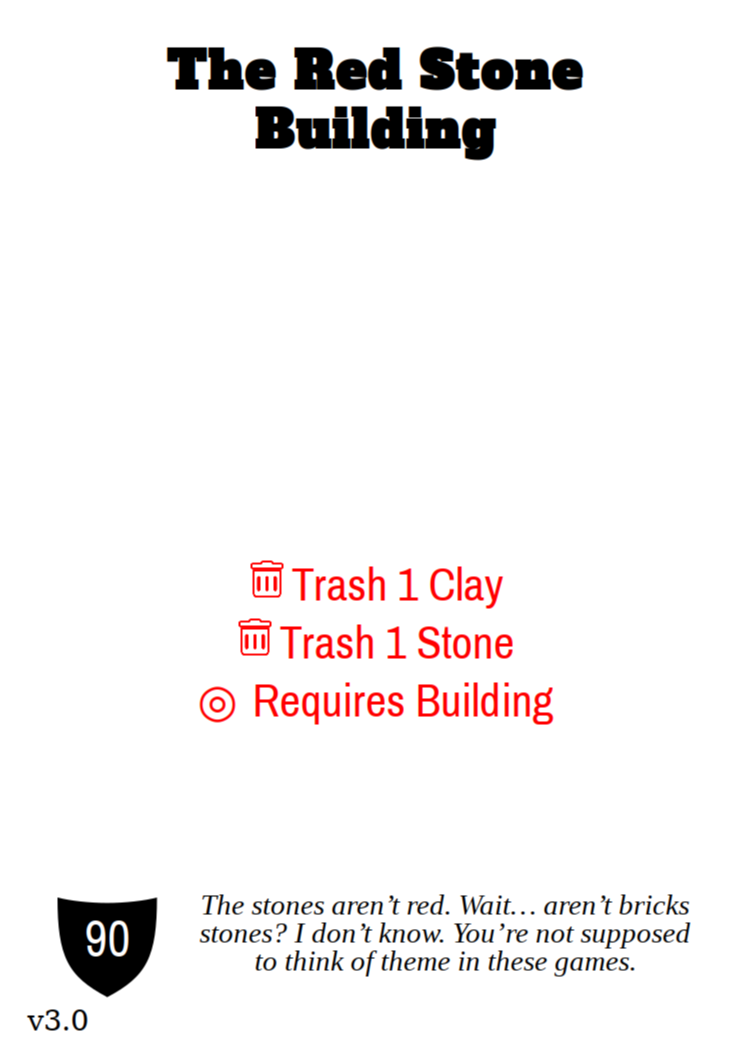 The Red Stone
Building
Trash 1 Clay
Trash 1 Stone
Requires Building
The stones aren’t red. Wait… aren’t bricks
stones? I don’t know. You’re not supposed
to think of theme in these games.
90
v3.0